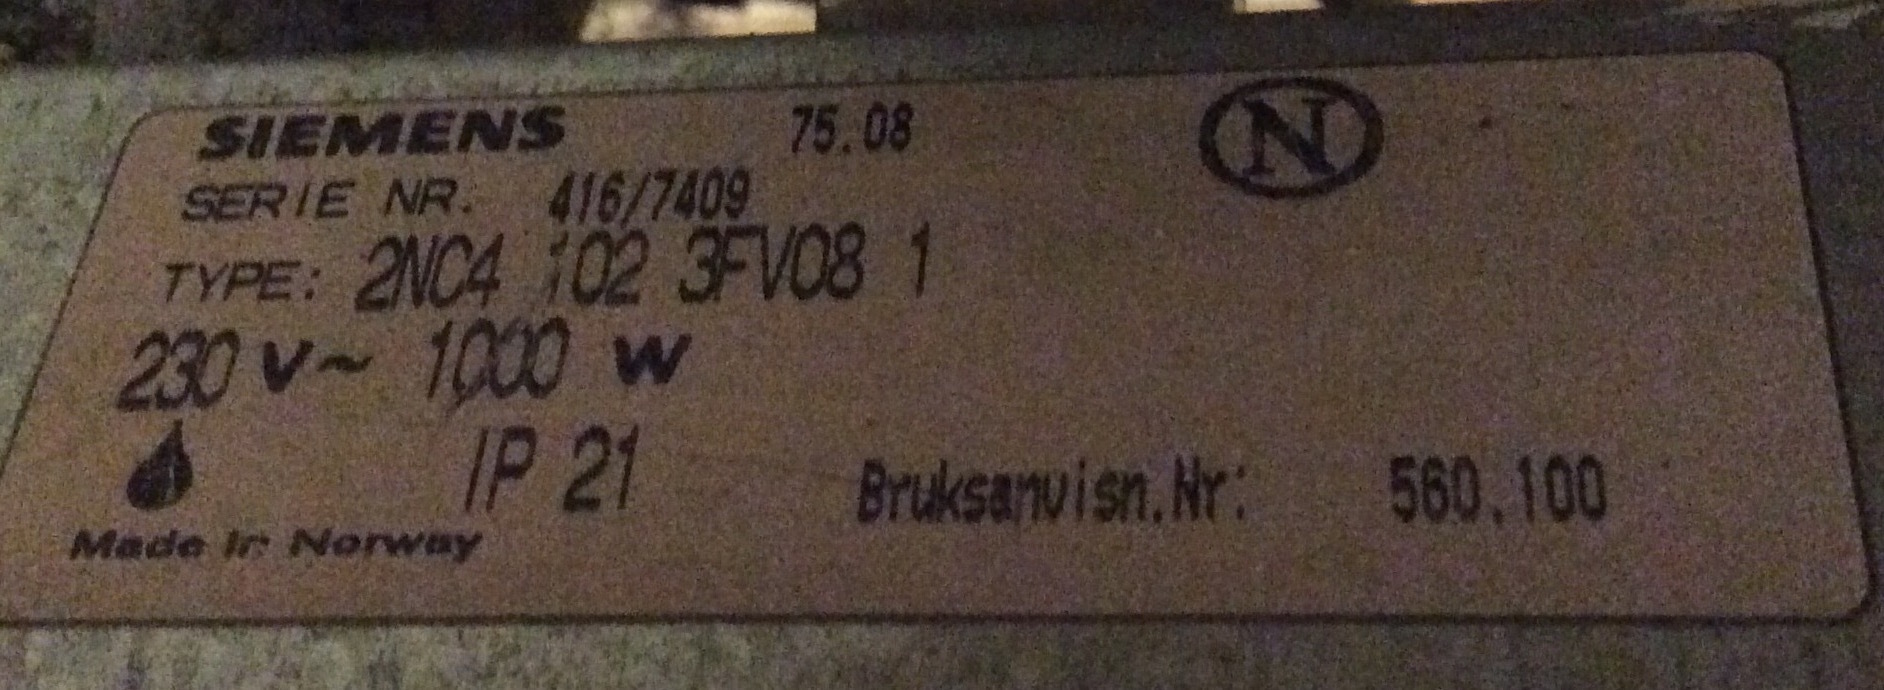 SIEMENS 75.08 N
SERIE NR. 416/7409
TYPE: 2NC4 102 3FV08 1
230 V~ 1000 W
IP 21 Bruksanvisn.Nr: 560.100
Made In Norway